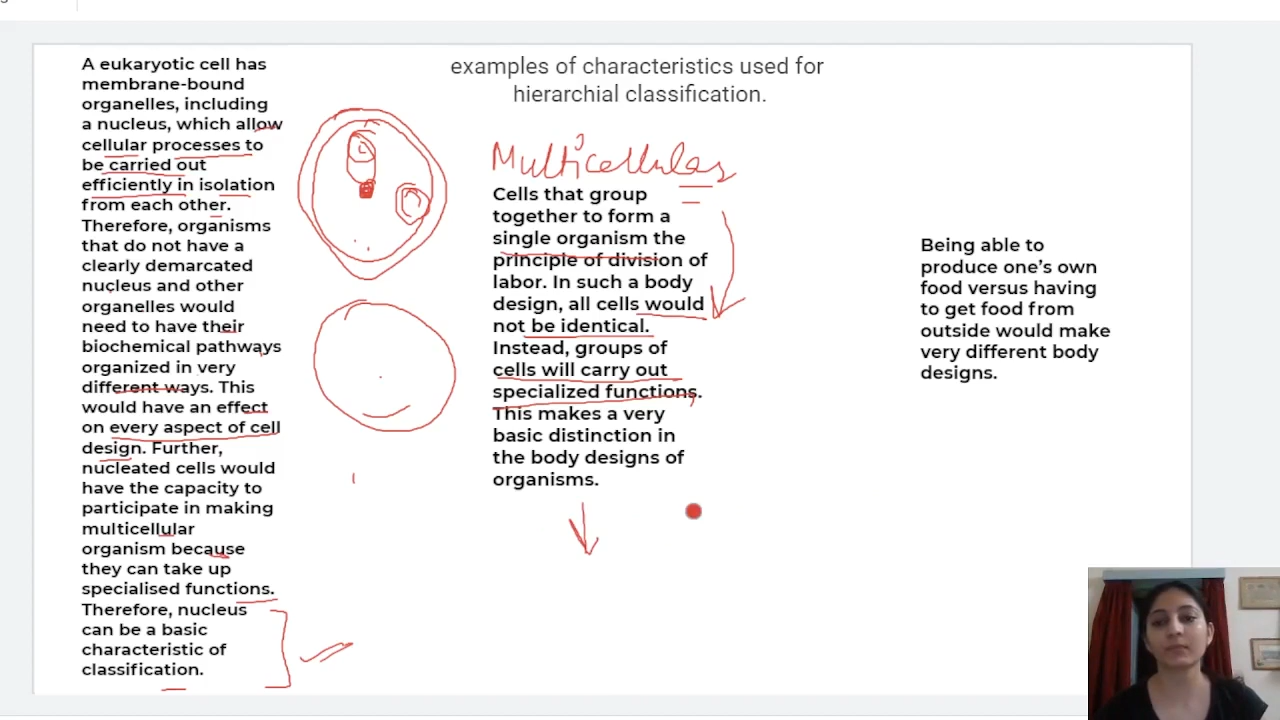 examples of characteristics used for
hierarchial classification.
A eukaryotic cell has
membrane-bound
organelles, including
a nucleus, which allow
cellular processes to
be carried out
efficiently in isolation
from each other.
Therefore, organisms
that do not have a
clearly demarcated
nucleus and other
organelles would
need to have their
biochemical pathways
organized in very
different ways. This
would have an effect
on every aspect of cell
design. Further,
nucleated cells would
have the capacity to
participate in making
multicellular
organism because
they can take up
specialised functions.
Therefore, nucleus
can be a basic
characteristic of
classification.
Multicellular
Cells that group
together to form a
single organism the
principle of division of
labor. In such a body
design, all cells would
not be identical.
Instead, groups of
cells will carry out
specialized functions.
This makes a very
basic distinction in
the body designs of
organisms.
Being able to
produce one's own
food versus having
to get food from
outside would make
very different body
designs.